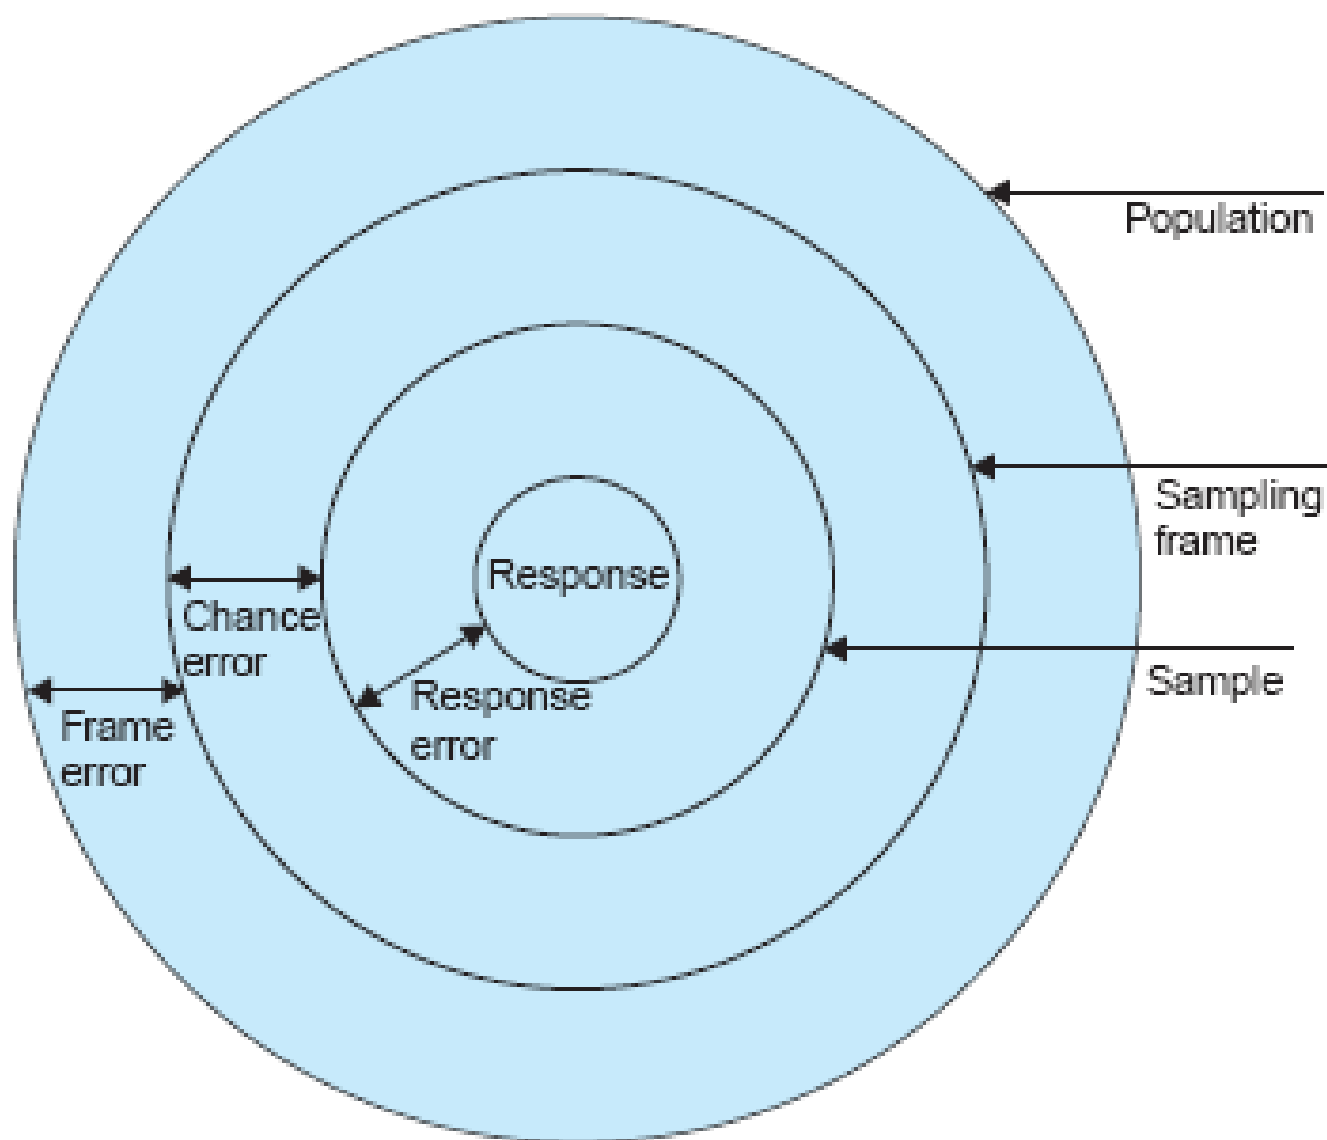 Population
Sampling
frame
Response
Chance
error
Sample
Response
error
Frame
error